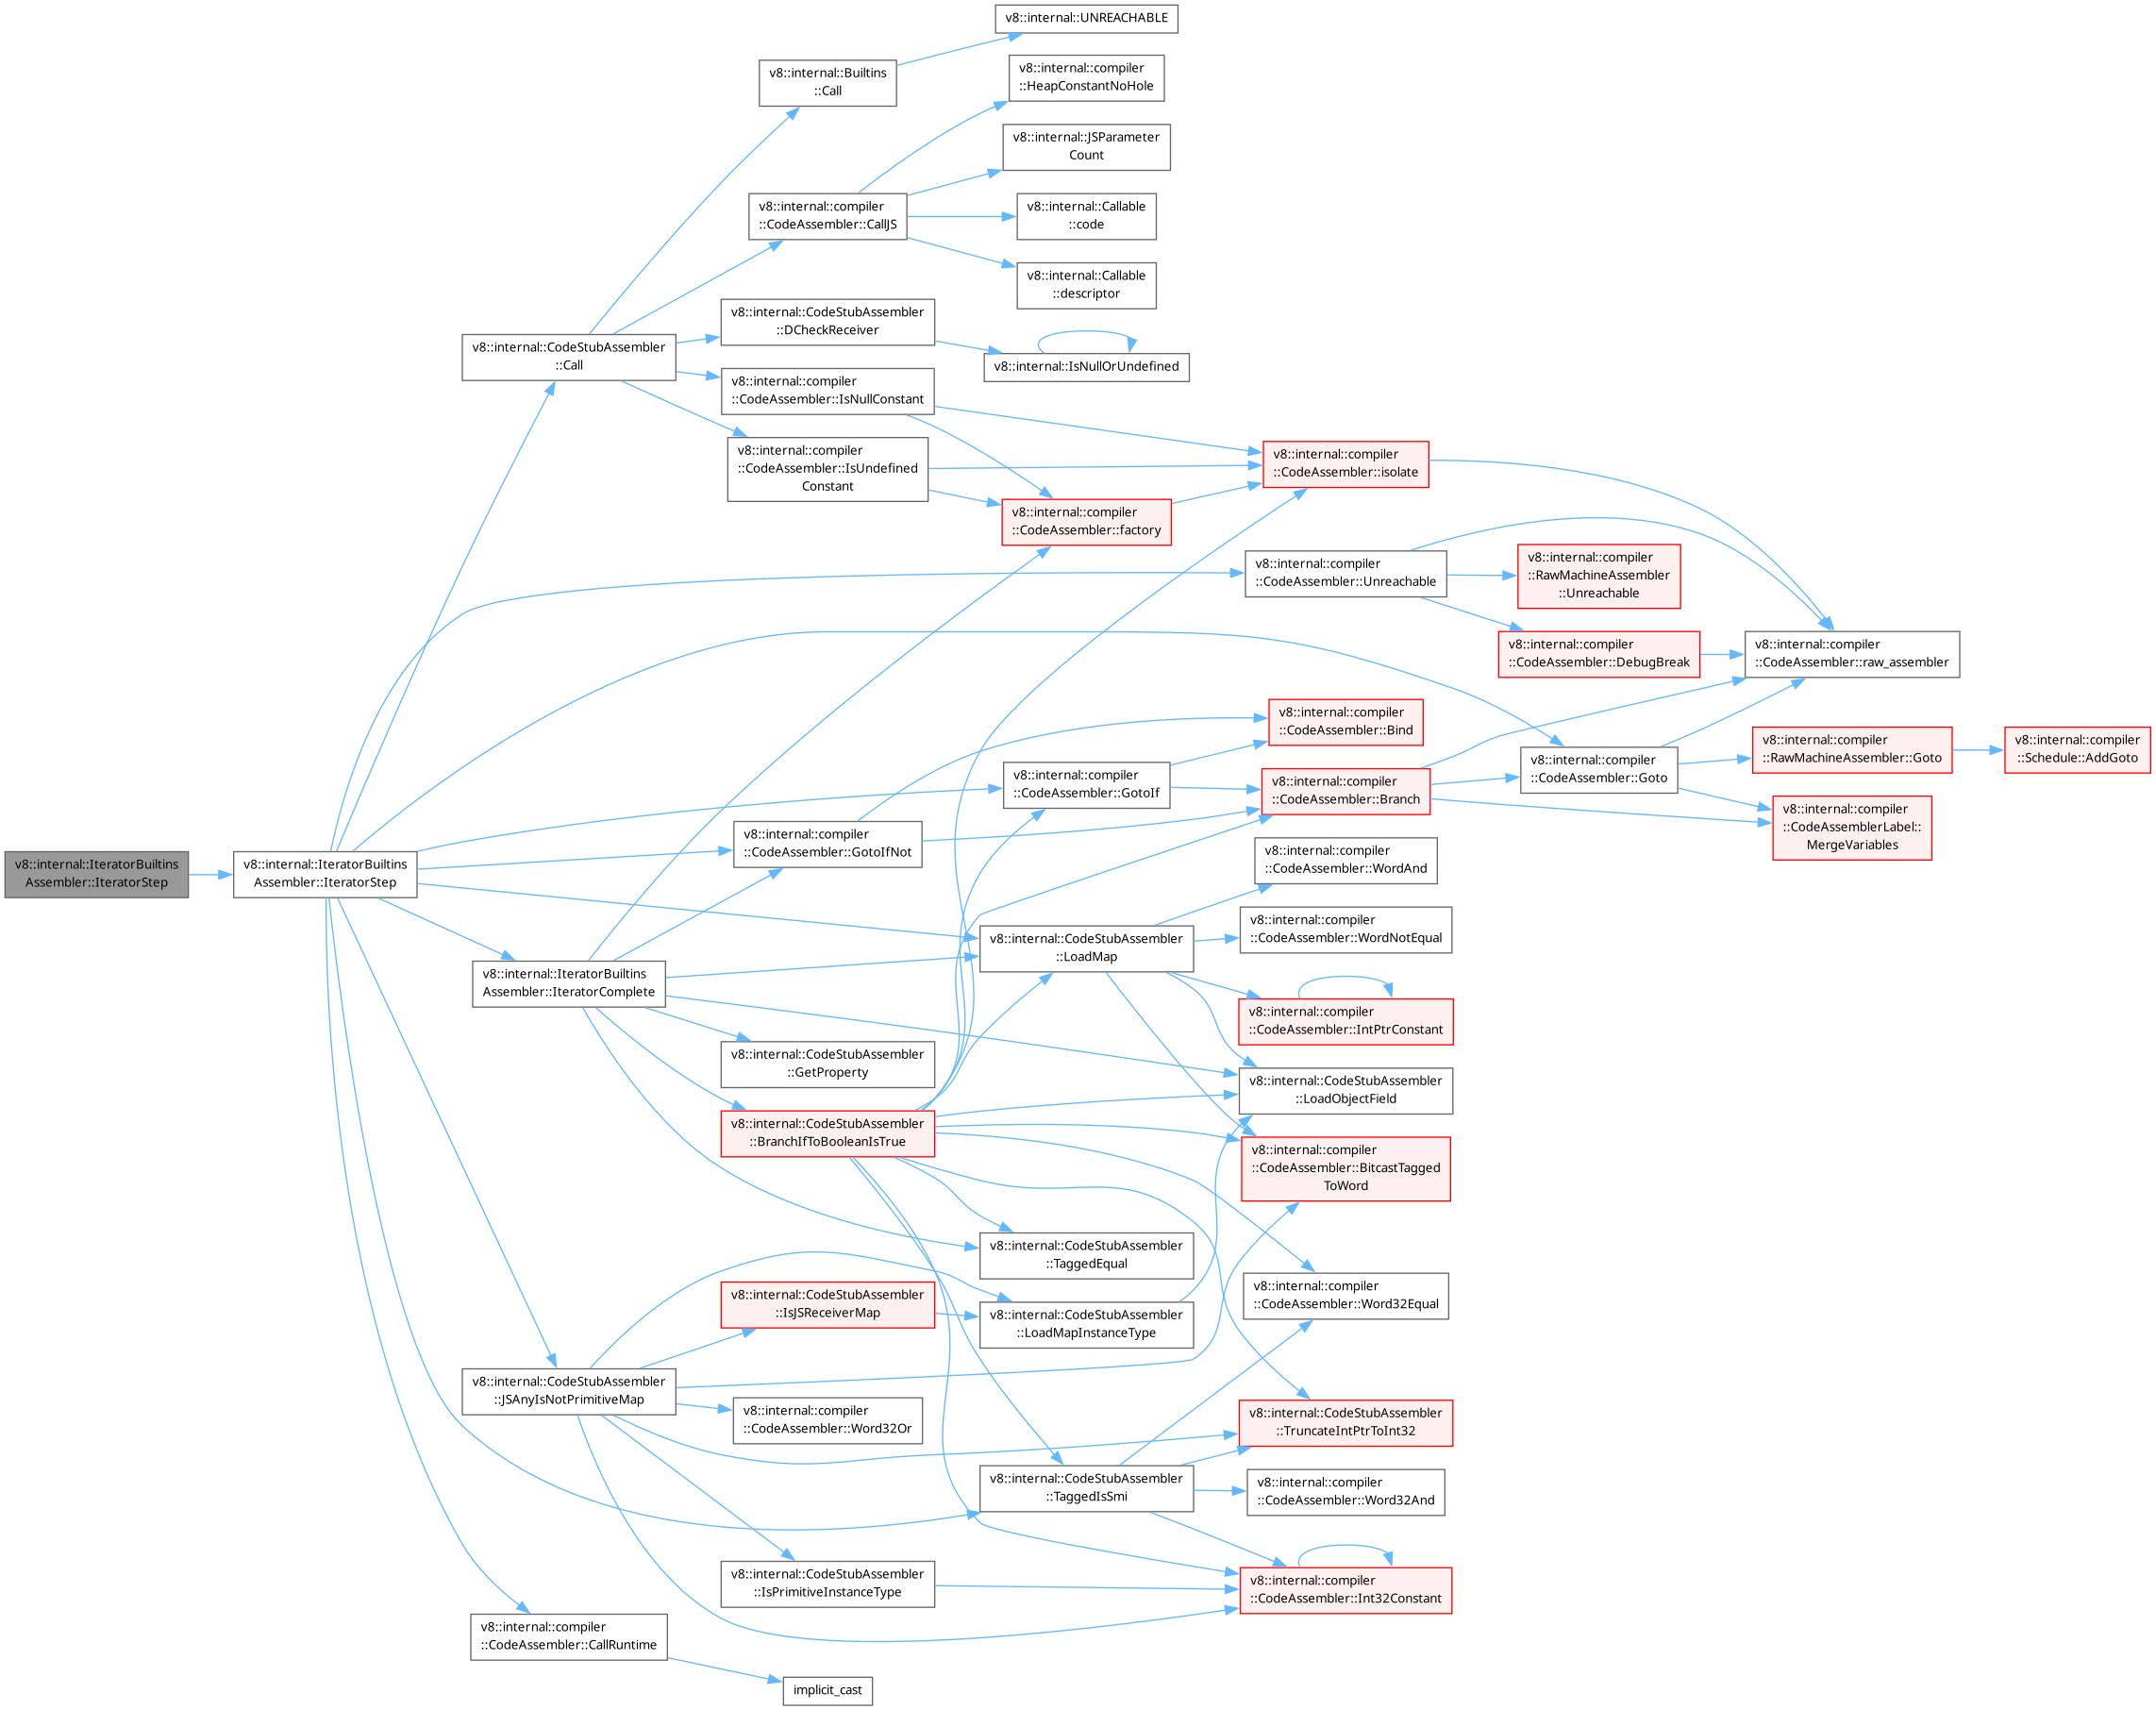 v8::internal::UNREACHABLE
v8::internal::Builtins
::Call
v8::internal::compiler
::HeapConstantNoHole
v8::internal::JSParameter
Count
v8::internal::compiler
::CodeAssembler::CallJS
v8::internal::Callable
::code
v8::internal::Callable
::descriptor
v8::internal::CodeStubAssembler
::DCheckReceiver
v8::internal::CodeStubAssembler
::Call
v8::internal::IsNullOrUndefined
v8::internal::compiler
::CodeAssembler::IsNullConstant
v8::internal::compiler
::CodeAssembler::IsUndefined
Constant
v8::internal::compiler
::CodeAssembler::isolate
v8::internal::compiler
::CodeAssembler::factory
v8::internal::compiler
::CodeAssembler::Unreachable
v8::internal::compiler
::RawMachineAssembler
::Unreachable
v8::internal::compiler
::CodeAssembler::DebugBreak
v8::internal::compiler
::CodeAssembler::raw_assembler
v8::internal::compiler
::CodeAssembler::Bind
v8::internal::compiler
::CodeAssembler::GotoIf
v8::internal::compiler
::CodeAssembler::Branch
v8::internal::compiler
::CodeAssembler::Goto
v8::internal::compiler
::RawMachineAssembler::Goto
v8::internal::compiler
::Schedule::AddGoto
v8::internal::compiler
::CodeAssemblerLabel::
MergeVariables
v8::internal::compiler
::CodeAssembler::GotoIfNot
v8::internal::IteratorBuiltins
Assembler::IteratorStep
v8::internal::IteratorBuiltins
Assembler::IteratorStep
v8::internal::compiler
::CodeAssembler::WordAnd
v8::internal::CodeStubAssembler
::LoadMap
v8::internal::compiler
::CodeAssembler::WordNotEqual
v8::internal::IteratorBuiltins
Assembler::IteratorComplete
v8::internal::compiler
::CodeAssembler::IntPtrConstant
v8::internal::CodeStubAssembler
::GetProperty
v8::internal::CodeStubAssembler
::LoadObjectField
v8::internal::CodeStubAssembler
::BranchIfToBooleanIsTrue
v8::internal::compiler
::CodeAssembler::BitcastTagged
ToWord
v8::internal::CodeStubAssembler
::TaggedEqual
v8::internal::compiler
::CodeAssembler::Word32Equal
v8::internal::CodeStubAssembler
::IsJSReceiverMap
v8::internal::CodeStubAssembler
::LoadMapInstanceType
v8::internal::CodeStubAssembler
::JSAnyIsNotPrimitiveMap
v8::internal::compiler
::CodeAssembler::Word32Or
v8::internal::CodeStubAssembler
::TruncateIntPtrToInt32
v8::internal::CodeStubAssembler
::TaggedIsSmi
v8::internal::compiler
::CodeAssembler::Word32And
v8::internal::CodeStubAssembler
::IsPrimitiveInstanceType
v8::internal::compiler
::CodeAssembler::Int32Constant
v8::internal::compiler
::CodeAssembler::CallRuntime
implicit_cast